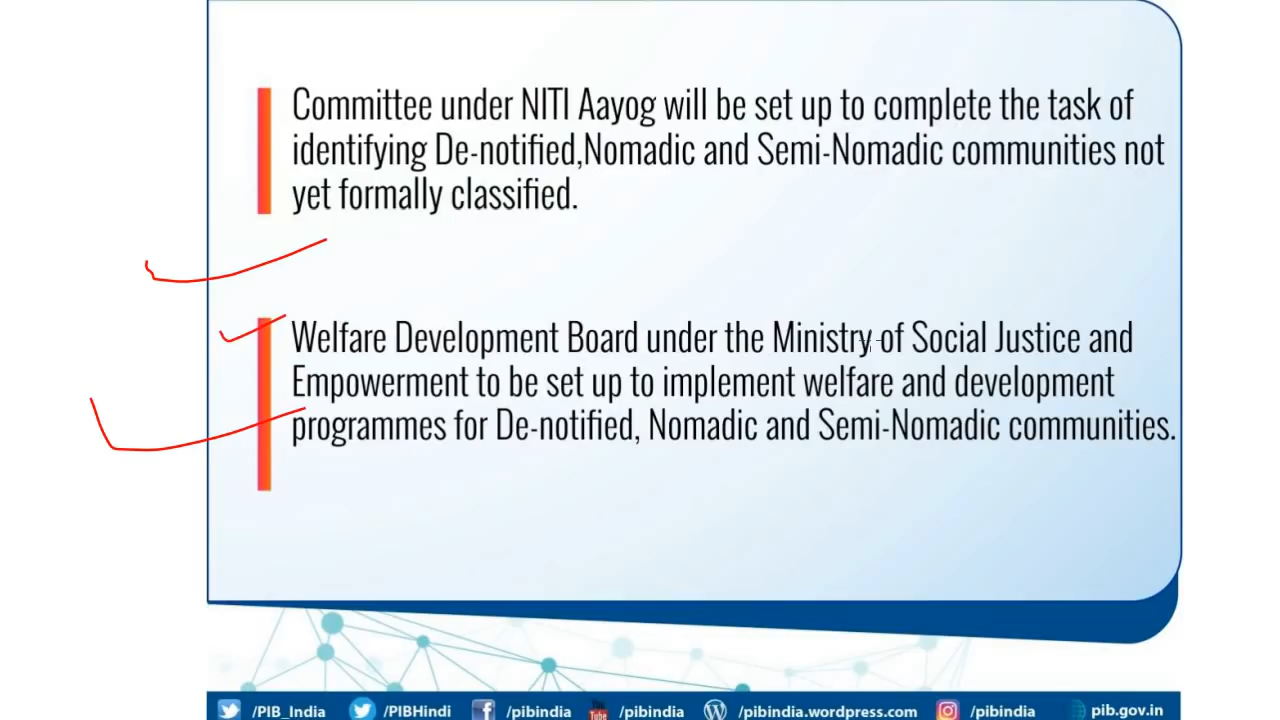 Committee under NITI Aayog will be set up to complete the task of
identifying De-notified,Nomadic and Semi-Nomadic communities not
yet formally classified.
Welfare Development Board under the Ministry of Social Justice and
Empowerment to be set up to implement welfare and development
programmes for De-notified, Nomadic and Semi-Nomadic communities.
/PIB_India /PIBHindi /pibindia You Tube /pibindia /pibindia.wordpress.com /pibindia pib.gov.in